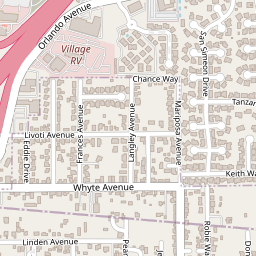 Orlando Avenue
Village
RV
San Simeon Drive
Chance Way
Livoti Avenue
Eddie Drive
Frances Avenue
Langley Avenue
Mariposa Avenue
Keith Wa
Whyte Avenue
Linden Avenue
Robie Wa